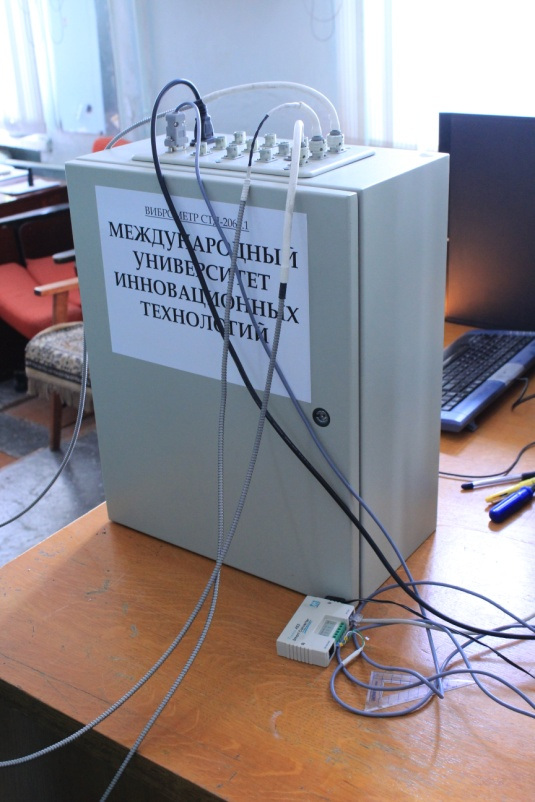 ВИБРОМЕТР
МЕЖДУНАРОДНЫЙ
УНИВЕРСИТЕТ
ИННОВАЦИОННЫХ
ТЕХНОЛОГИЙ